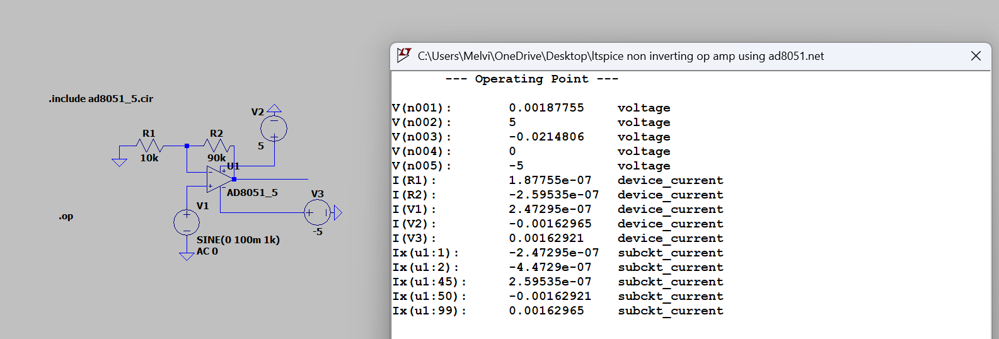 C:\Users\Melvi\OneDrive\Desktop\ltspice non inverting op amp using ad8051.net
--- Operating Point ---
V(n001): 0.00187755 voltage
V(n002): 5 voltage
V(n003): -0.0214806 voltage
V(n004): 0 voltage
V(n005): -5 voltage
I(R1): 1.87755e-07 device_current
I(R2): -2.59535e-07 device_current
I(V1): 2.47295e-07 device_current
I(V2): -0.00162965 device_current
I(V3): 0.00162921 device_current
Ix(u1:1): -2.47295e-07 subckt_current
Ix(u1:2): -4.4729e-07 subckt_current
Ix(u1:45): 2.59535e-07 subckt_current
Ix(u1:50): -0.00162921 subckt_current
Ix(u1:99): 0.00162965 subckt_current
.include ad8051_5.cir
V2
5
R1
10k
R2
90k
U1
AD8051_5
V3
-5
V1
SINE(0 100m 1k)
AC 0
.op